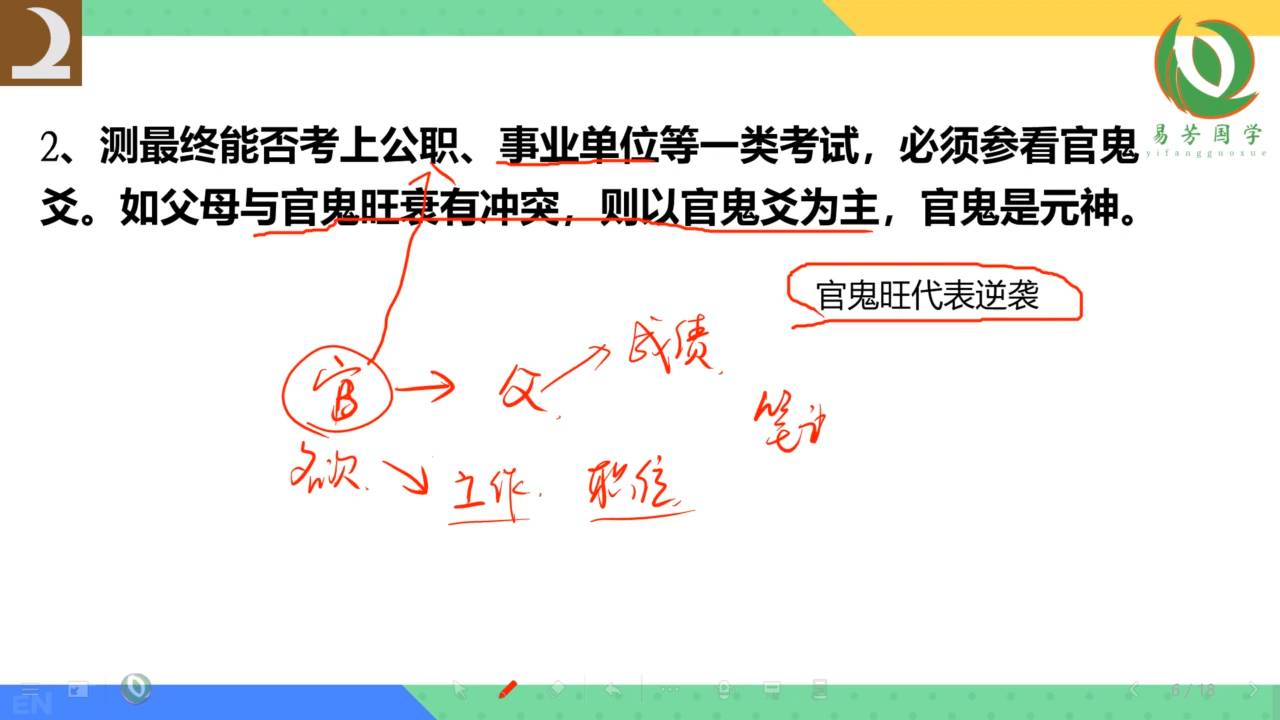 易芳国学
yifangguoxue
2、测最终能否考上公职、事业单位等一类考试，必须参看官鬼
爻。如父母与官鬼旺衰有冲突，则以官鬼爻为主，官鬼是元神。
官鬼旺代表逆袭
成绩
官 → 父
笔试
名次 工作 职位
EN
6 / 18